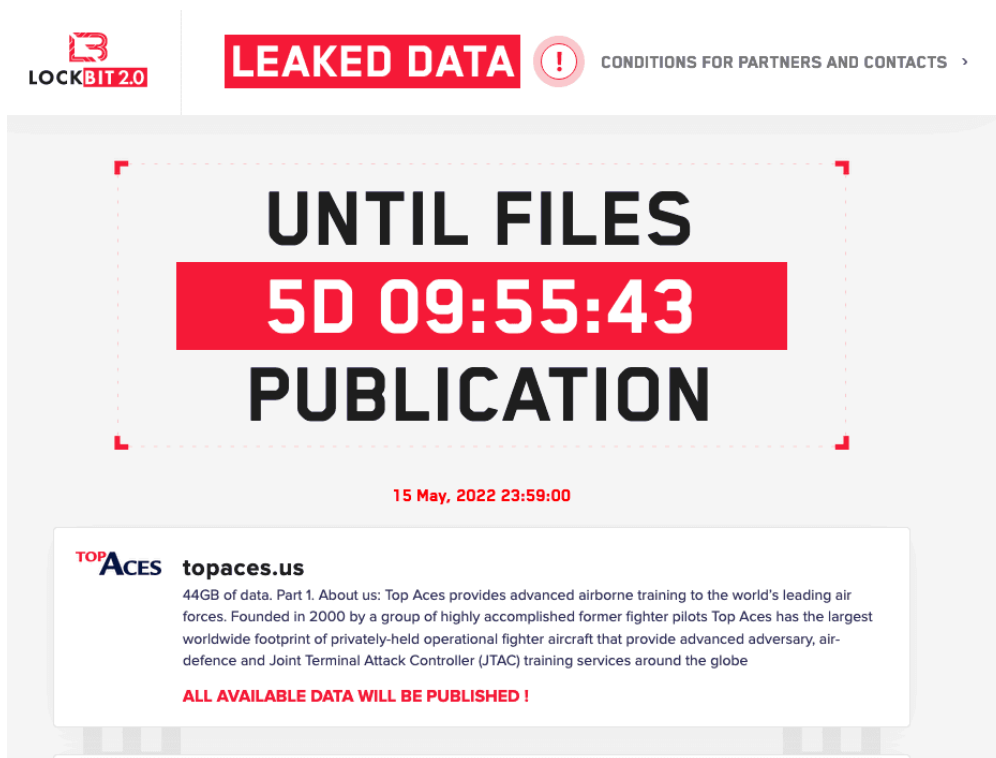 LOCKBIT 2.0
LEAKED DATA
!
CONDITIONS FOR PARTNERS AND CONTACTS >
UNTIL FILES
5D 09:55:43
PUBLICATION
15 May, 2022 23:59:00
TOPACES
topaces.us
44GB of data. Part 1. About us: Top Aces provides advanced airborne training to the world's leading air
forces. Founded in 2000 by a group of highly accomplished former fighter pilots Top Aces has the largest
worldwide footprint of privately-held operational fighter aircraft that provide advanced adversary, air-
defence and Joint Terminal Attack Controller (JTAC) training services around the globe
ALL AVAILABLE DATA WILL BE PUBLISHED !